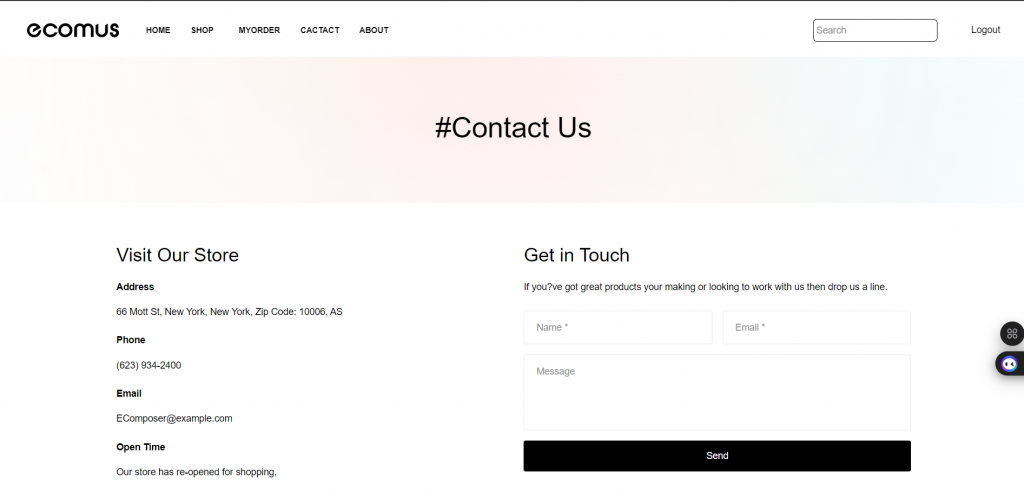 ecomus HOME SHOP MYORDER CACTACT ABOUT Search Logout
#Contact Us
Visit Our Store
Address
66 Mott St, New York, New York, Zip Code: 10006, AS
Phone
(623) 934-2400
Email
EComposer@example.com
Open Time
Our store has re-opened for shopping,
Get in Touch
If you?ve got great products your making or looking to work with us then drop us a line.
Name * Email *
Message
Send